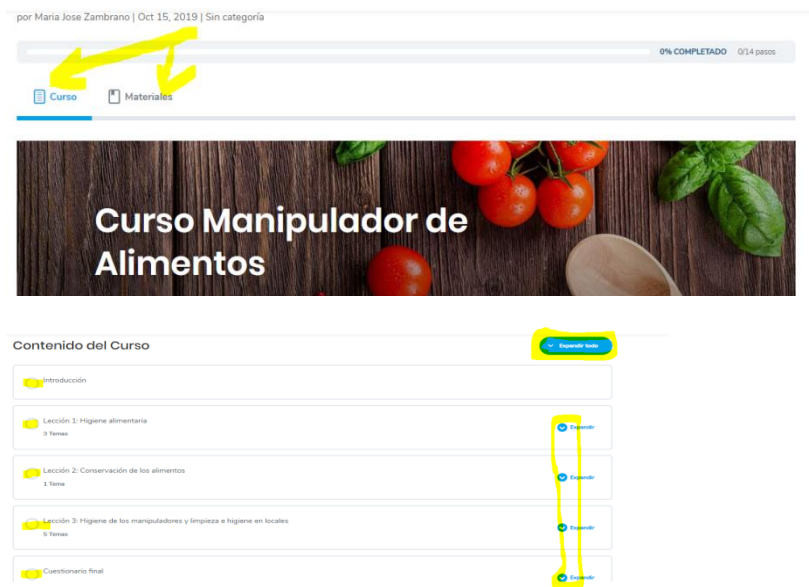 por Maria Jose Zambrano | Oct 15, 2019 | Sin categoría
0% COMPLETADO 0/14 pasos
Curso Materiales
Curso Manipulador de
Alimentos
Contenido del Curso Expandir todo
Introducción
Lección 1: Higiene alimentaria
3 Temas
Expandir
Lección 2: Conservación de los alimentos
1 Tema
Expandir
Lección 3: Higiene de los manipuladores y limpieza e higiene en locales
5 Temas
Expandir
Cuestionario final
Expandir